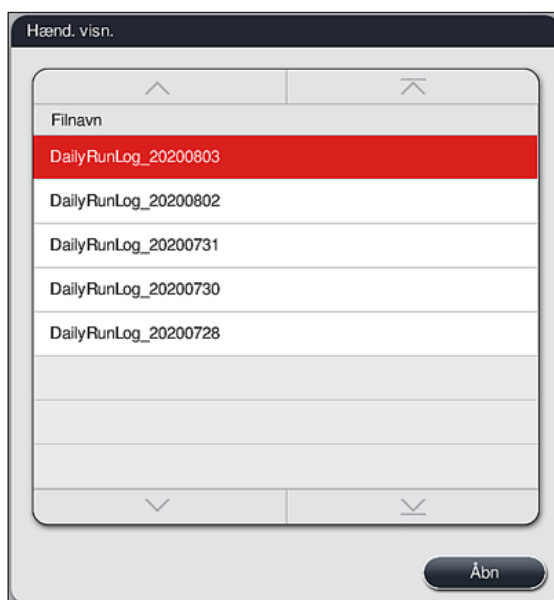 Hænd. visn.
Filnavn
DailyRunLog_20200803
DailyRunLog_20200802
DailyRunLog_20200731
DailyRunLog_20200730
DailyRunLog_20200728
Åbn